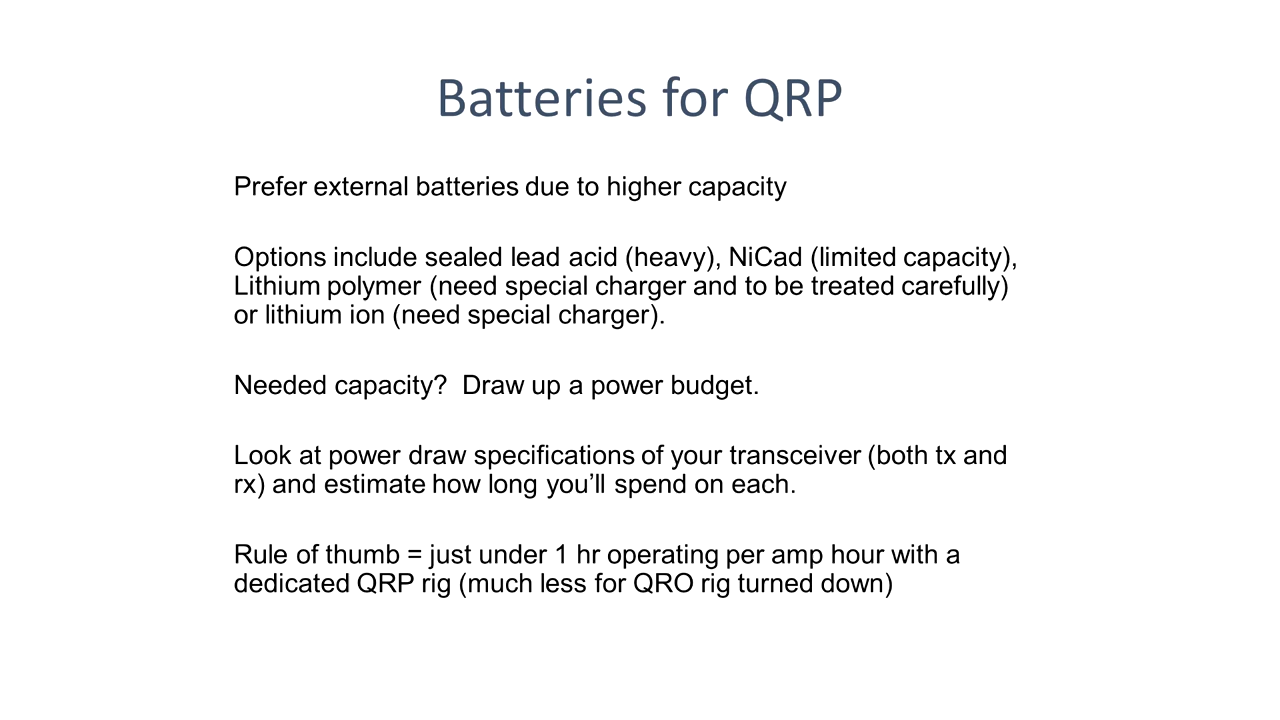 Batteries for QRP
Prefer external batteries due to higher capacity
Options include sealed lead acid (heavy), NiCad (limited capacity),
Lithium polymer (need special charger and to be treated carefully)
or lithium ion (need special charger).
Needed capacity?  Draw up a power budget.
Look at power draw specifications of your transceiver (both tx and
rx) and estimate how long you’ll spend on each.
Rule of thumb = just under 1 hr operating per amp hour with a
dedicated QRP rig (much less for QRO rig turned down)